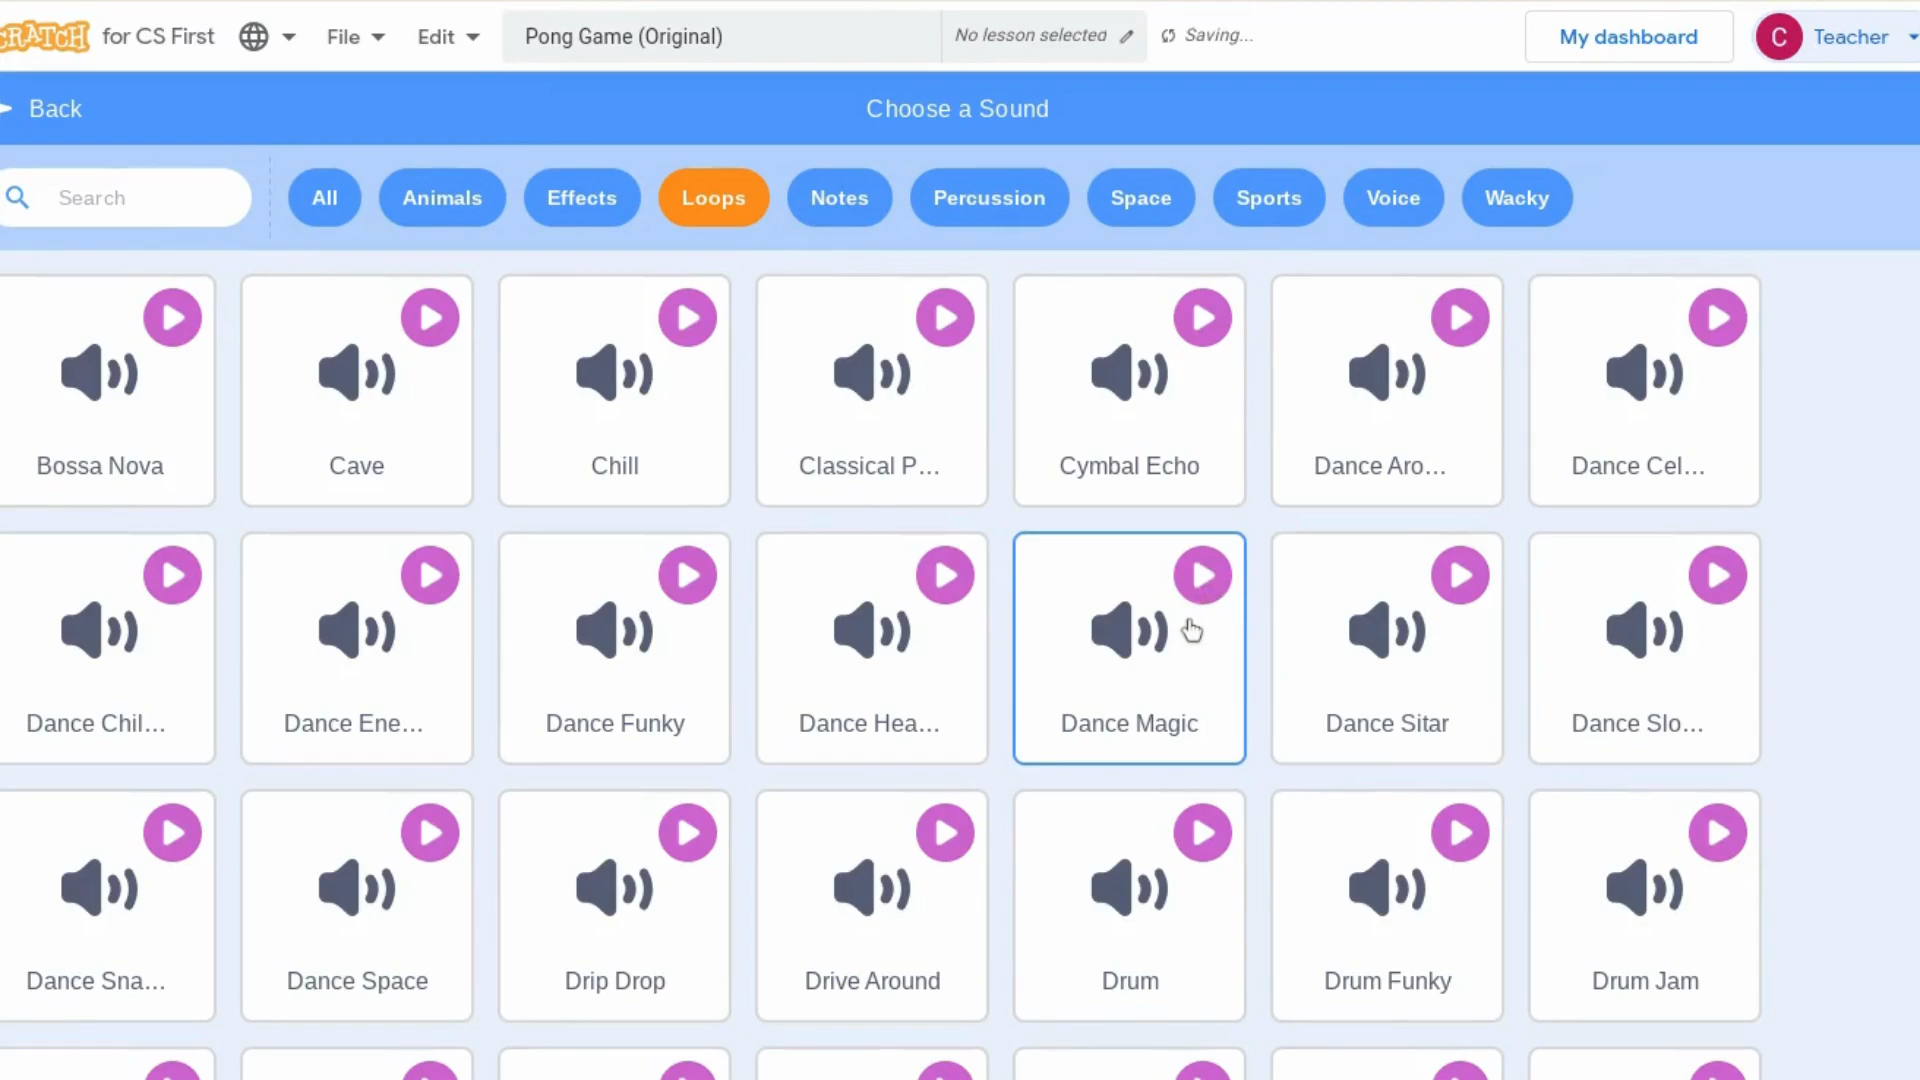 CRATCH for CS First File Edit Pong Game (Original) No lesson selected Saving... My dashboard C Teacher
Back Choose a Sound
Search All Animals Effects Loops Notes Percussion Space Sports Voice Wacky
Bossa Nova Cave Chill Classical P... Cymbal Echo Dance Aro... Dance Cel...
Dance Chil... Dance Ene... Dance Funky Dance Hea... Dance Magic Dance Sitar Dance Slo...
Dance Sna... Dance Space Drip Drop Drive Around Drum Drum Funky Drum Jam